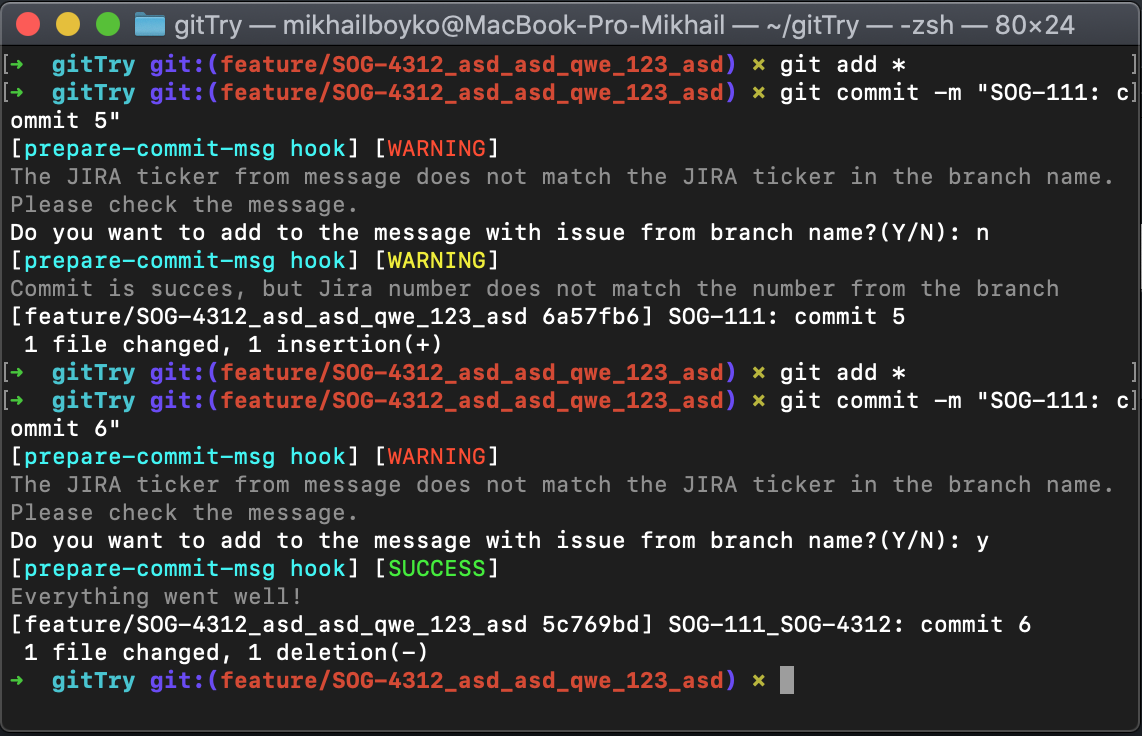 gitTry — mikhailboyko@MacBook-Pro-Mikhail — ~/gitTry — -zsh — 80×24
[➜  gitTry git:(feature/SOG-4312_asd_asd_qwe_123_asd) ✗ git add * ]
[➜  gitTry git:(feature/SOG-4312_asd_asd_qwe_123_asd) ✗ git commit -m "SOG-111: c]
ommit 5"
[prepare-commit-msg hook] [WARNING]
The JIRA ticker from message does not match the JIRA ticker in the branch name.
Please check the message.
Do you want to add to the message with issue from branch name?(Y/N): n
[prepare-commit-msg hook] [WARNING]
Commit is succes, but Jira number does not match the number from the branch
[feature/SOG-4312_asd_asd_qwe_123_asd 6a57fb6] SOG-111: commit 5
 1 file changed, 1 insertion(+)
[➜  gitTry git:(feature/SOG-4312_asd_asd_qwe_123_asd) ✗ git add * ]
[➜  gitTry git:(feature/SOG-4312_asd_asd_qwe_123_asd) ✗ git commit -m "SOG-111: c]
ommit 6"
[prepare-commit-msg hook] [WARNING]
The JIRA ticker from message does not match the JIRA ticker in the branch name.
Please check the message.
Do you want to add to the message with issue from branch name?(Y/N): y
[prepare-commit-msg hook] [SUCCESS]
Everything went well!
[feature/SOG-4312_asd_asd_qwe_123_asd 5c769bd] SOG-111_SOG-4312: commit 6
 1 file changed, 1 deletion(-)
➜  gitTry git:(feature/SOG-4312_asd_asd_qwe_123_asd) ✗